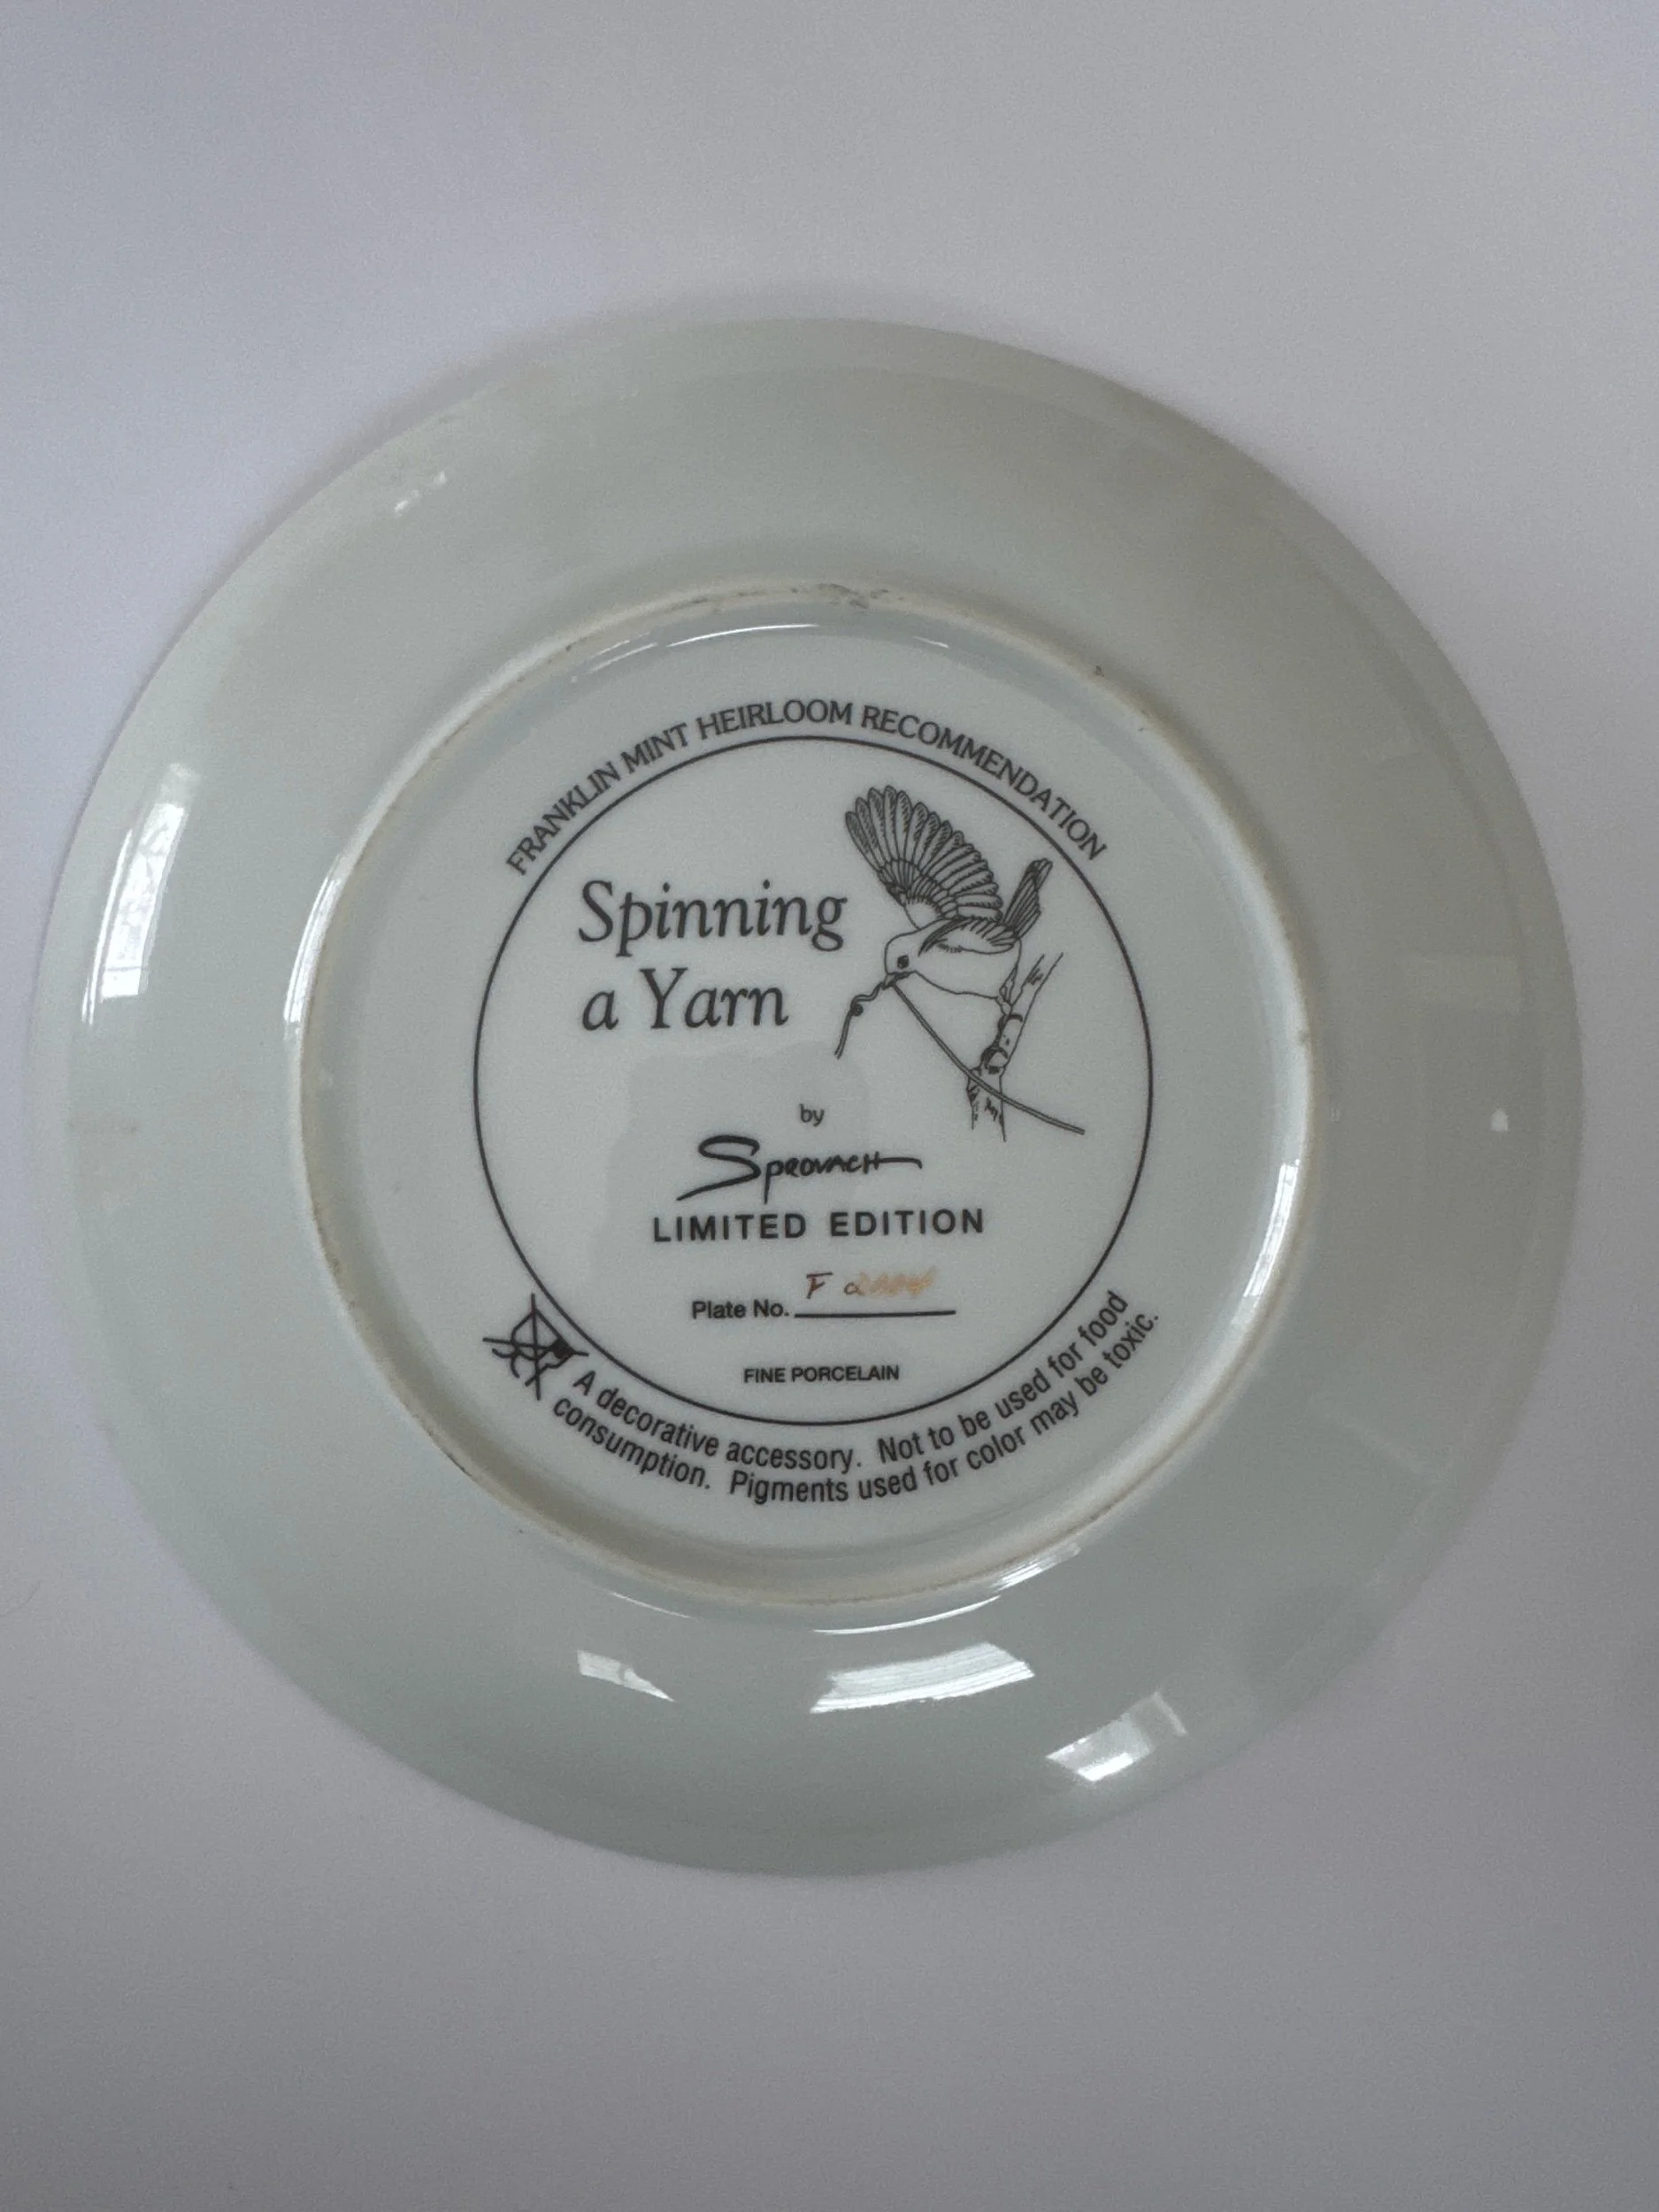 FRANKLIN MINT HEIRLOOM RECOMMENDATION
Spinning
a Yarn
by
SPROVACH
LIMITED EDITION
Plate No. F
FINE PORCELAIN
A decorative accessory. Not to be used for food
consumption. Pigments used for color may be toxic.